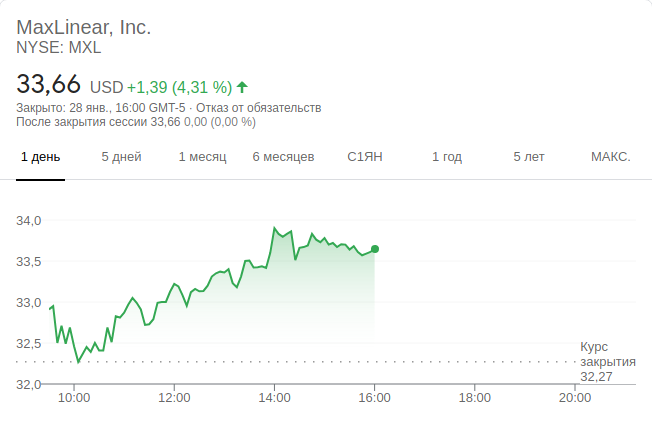 MaxLinear, Inc.
NYSE: MXL
33,66 USD +1,39 (4,31 %)
Закрыто: 28 янв., 16:00 GMT-5 · Отказ от обязательств
После закрытия сессии 33,66 0,00 (0,00 %)
1 день 5 дней 1 месяц 6 месяцев С1ЯН 1 год 5 лет МАКС.
34,0
33,5
33,0
32,5
Курс
закрытия
32,27
32,0
10:00 12:00 14:00 16:00 18:00 20:00